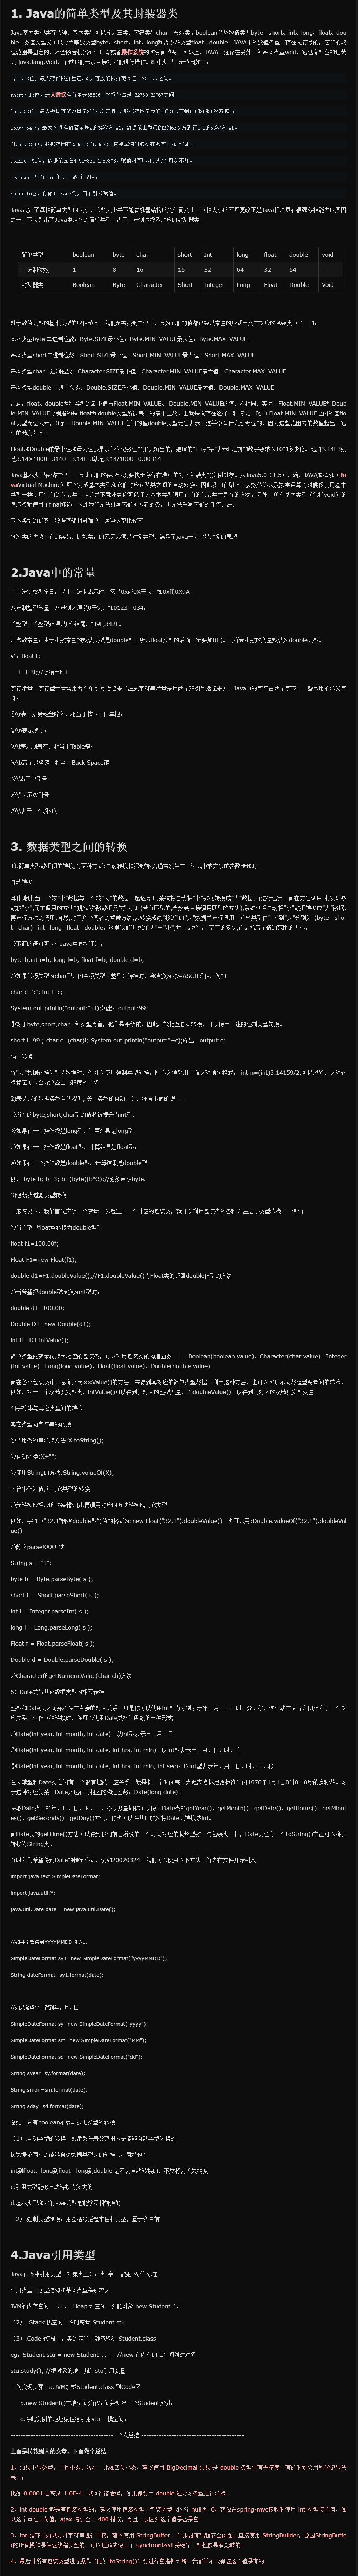 1. Java的简单类型及其封装器类
Java基本类型共有八种，基本类型可以分为三类，字符类型char，布尔类型boolean以及数值类型byte、short、int、long、float、double。数值类型又可以分为整数类型byte、short、int、long和浮点数类型float、double。JAVA中的数值类型不存在无符号的，它们的取值范围是固定的，不会随着机器硬件环境或者操作系统的改变而改变。实际上，JAVA中还存在另外一种基本类型void，它也有对应的包装类 java.lang.Void，不过我们无法直接对它们进行操作。8 中类型表示范围如下：
byte：8位，最大存储数据量是255，存放的数据范围是-128~127之间。
short：16位，最大数据存储量是65536，数据范围是-32768~32767之间。
int：32位，最大数据存储容量是2的32次方减1，数据范围是负的2的31次方到正的2的31次方减1。
long：64位，最大数据存储容量是2的64次方减1，数据范围为负的2的63次方到正的2的63次方减1。
float：32位，数据范围在3.4e-45~1.4e38，直接赋值时必须在数字后加上f或F。
double：64位，数据范围在4.9e-324~1.8e308，赋值时可以加d或D也可以不加。
boolean：只有true和false两个取值。
char：16位，存储Unicode码，用单引号赋值。
Java决定了每种简单类型的大小。这些大小并不随着机器结构的变化而变化。这种大小的不可更改正是Java程序具有很强移植能力的原因之一。下表列出了Java中定义的简单类型、占用二进制位数及对应的封装器类。
简单类型 boolean byte char short Int long float double void
二进制位数 1 8 16 16 32 64 32 64 --
封装器类 Boolean Byte Character Short Integer Long Float Double Void
对于数值类型的基本类型的取值范围，我们无需强制去记忆，因为它们的值都已经以常量的形式定义在对应的包装类中了。如：
基本类型byte 二进制位数：Byte.SIZE最小值：Byte.MIN_VALUE最大值：Byte.MAX_VALUE
基本类型short二进制位数：Short.SIZE最小值：Short.MIN_VALUE最大值：Short.MAX_VALUE
基本类型char二进制位数：Character.SIZE最小值：Character.MIN_VALUE最大值：Character.MAX_VALUE
基本类型double 二进制位数：Double.SIZE最小值：Double.MIN_VALUE最大值：Double.MAX_VALUE
注意：float、double两种类型的最小值与Float.MIN_VALUE、 Double.MIN_VALUE的值并不相同，实际上Float.MIN_VALUE和Double.MIN_VALUE分别指的是 float和double类型所能表示的最小正数。也就是说存在这样一种情况，0到±Float.MIN_VALUE之间的值float类型无法表示，0 到±Double.MIN_VALUE之间的值double类型无法表示。这并没有什么好奇怪的，因为这些范围内的数值超出了它们的精度范围。
Float和Double的最小值和最大值都是以科学记数法的形式输出的，结尾的"E+数字"表示E之前的数字要乘以10的多少倍。比如3.14E3就是3.14×1000=3140，3.14E-3就是3.14/1000=0.00314。
Java基本类型存储在栈中，因此它们的存取速度要快于存储在堆中的对应包装类的实例对象。从Java5.0（1.5）开始，JAVA虚拟机（JavaVirtual Machine）可以完成基本类型和它们对应包装类之间的自动转换。因此我们在赋值、参数传递以及数学运算的时候像使用基本类型一样使用它们的包装类，但这并不意味着你可以通过基本类型调用它们的包装类才具有的方法。另外，所有基本类型（包括void）的包装类都使用了final修饰，因此我们无法继承它们扩展新的类，也无法重写它们的任何方法。
基本类型的优势：数据存储相对简单，运算效率比较高
包装类的优势：有的容易，比如集合的元素必须是对象类型，满足了java一切皆是对象的思想
2.Java中的常量
十六进制整型常量：以十六进制表示时，需以0x或0X开头，如0xff,0X9A。
八进制整型常量：八进制必须以0开头，如0123，034。
长整型：长整型必须以L作结尾，如9L,342L。
浮点数常量：由于小数常量的默认类型是double型，所以float类型的后面一定要加f(F)。同样带小数的变量默认为double类型。
如：float f;
f=1.3f;//必须声明f。
字符常量：字符型常量需用两个单引号括起来（注意字符串常量是用两个双引号括起来）。Java中的字符占两个字节。一些常用的转义字符：
①\r表示接受键盘输入，相当于按下了回车键；
②\n表示换行；
③\t表示制表符，相当于Table键；
④\b表示退格键，相当于Back Space键；
⑤\'表示单引号；
⑥\''表示双引号；
⑦\\表示一个斜杠\。
3. 数据类型之间的转换
1).简单类型数据间的转换,有两种方式:自动转换和强制转换,通常发生在表达式中或方法的参数传递时。
自动转换
具体地讲,当一个较"小"数据与一个较"大"的数据一起运算时,系统将自动将"小"数据转换成"大"数据,再进行运算。而在方法调用时,实际参数较"小",而被调用的方法的形式参数数据又较"大"时(若有匹配的,当然会直接调用匹配的方法),系统也将自动将"小"数据转换成"大"数据,再进行方法的调用,自然,对于多个同名的重载方法,会转换成最"接近"的"大"数据并进行调用。这些类型由"小"到"大"分别为 (byte，short，char)--int--long--float—double。这里我们所说的"大"与"小",并不是指占用字节的多少,而是指表示值的范围的大小。
①下面的语句可以在Java中直接通过：
byte b;int i=b; long l=b; float f=b; double d=b;
②如果低级类型为char型，向高级类型（整型）转换时，会转换为对应ASCII码值，例如
char c='c'; int i=c;
System.out.println("output:"+i);输出：output:99;
③对于byte,short,char三种类型而言，他们是平级的，因此不能相互自动转换，可以使用下述的强制类型转换。
short i=99 ; char c=(char)i; System.out.println("output:"+c);输出：output:c;
强制转换
将"大"数据转换为"小"数据时，你可以使用强制类型转换。即你必须采用下面这种语句格式： int n=(int)3.14159/2;可以想象，这种转换肯定可能会导致溢出或精度的下降。
2)表达式的数据类型自动提升, 关于类型的自动提升，注意下面的规则。
①所有的byte,short,char型的值将被提升为int型；
②如果有一个操作数是long型，计算结果是long型；
③如果有一个操作数是float型，计算结果是float型；
④如果有一个操作数是double型，计算结果是double型；
例， byte b; b=3; b=(byte)(b*3);//必须声明byte。
3)包装类过渡类型转换
一般情况下，我们首先声明一个变量，然后生成一个对应的包装类，就可以利用包装类的各种方法进行类型转换了。例如：
①当希望把float型转换为double型时：
float f1=100.00f;
Float F1=new Float(f1);
double d1=F1.doubleValue();//F1.doubleValue()为Float类的返回double值型的方法
②当希望把double型转换为int型时：
double d1=100.00;
Double D1=new Double(d1);
int i1=D1.intValue();
简单类型的变量转换为相应的包装类，可以利用包装类的构造函数。即：Boolean(boolean value)、Character(char value)、Integer(int value)、Long(long value)、Float(float value)、Double(double value)
而在各个包装类中，总有形为××Value()的方法，来得到其对应的简单类型数据。利用这种方法，也可以实现不同数值型变量间的转换，例如，对于一个双精度实型类，intValue()可以得到其对应的整型变量，而doubleValue()可以得到其对应的双精度实型变量。
4)字符串与其它类型间的转换
其它类型向字符串的转换
①调用类的串转换方法:X.toString();
②自动转换:X+"";
③使用String的方法:String.volueOf(X);
字符串作为值,向其它类型的转换
①先转换成相应的封装器实例,再调用对应的方法转换成其它类型
例如，字符中"32.1"转换double型的值的格式为:new Float("32.1").doubleValue()。也可以用:Double.valueOf("32.1").doubleValue()
②静态parseXXX方法
String s = "1";
byte b = Byte.parseByte( s );
short t = Short.parseShort( s );
int i = Integer.parseInt( s );
long l = Long.parseLong( s );
Float f = Float.parseFloat( s );
Double d = Double.parseDouble( s );
③Character的getNumericValue(char ch)方法
5）Date类与其它数据类型的相互转换
整型和Date类之间并不存在直接的对应关系，只是你可以使用int型为分别表示年、月、日、时、分、秒，这样就在两者之间建立了一个对应关系，在作这种转换时，你可以使用Date类构造函数的三种形式：
①Date(int year, int month, int date)：以int型表示年、月、日
②Date(int year, int month, int date, int hrs, int min)：以int型表示年、月、日、时、分
③Date(int year, int month, int date, int hrs, int min, int sec)：以int型表示年、月、日、时、分、秒
在长整型和Date类之间有一个很有趣的对应关系，就是将一个时间表示为距离格林尼治标准时间1970年1月1日0时0分0秒的毫秒数。对于这种对应关系，Date类也有其相应的构造函数：Date(long date)。
获取Date类中的年、月、日、时、分、秒以及星期你可以使用Date类的getYear()、getMonth()、getDate()、getHours()、getMinutes()、getSeconds()、getDay()方法，你也可以将其理解为将Date类转换成int。
而Date类的getTime()方法可以得到我们前面所说的一个时间对应的长整型数，与包装类一样，Date类也有一个toString()方法可以将其转换为String类。
有时我们希望得到Date的特定格式，例如20020324，我们可以使用以下方法，首先在文件开始引入，
import java.text.SimpleDateFormat;
import java.util.*;
java.util.Date date = new java.util.Date();
//如果希望得到YYYYMMDD的格式
SimpleDateFormat sy1=new SimpleDateFormat("yyyyMMDD");
String dateFormat=sy1.format(date);
//如果希望分开得到年，月，日
SimpleDateFormat sy=new SimpleDateFormat("yyyy");
SimpleDateFormat sm=new SimpleDateFormat("MM");
SimpleDateFormat sd=new SimpleDateFormat("dd");
String syear=sy.format(date);
String smon=sm.format(date);
String sday=sd.format(date);
总结：只有boolean不参与数据类型的转换
（1）.自动类型的转换：a.常数在表数范围内是能够自动类型转换的
b.数据范围小的能够自动数据类型大的转换（注意特例）
int到float，long到float，long到double 是不会自动转换的，不然将会丢失精度
c.引用类型能够自动转换为父类的
d.基本类型和它们包装类型是能够互相转换的
（2）.强制类型转换：用圆括号括起来目标类型，置于变量前
4.Java引用类型
Java有 5种引用类型（对象类型）：类 接口 数组 枚举 标注
引用类型：底层结构和基本类型差别较大
JVM的内存空间：（1）. Heap 堆空间：分配对象 new Student（）
（2）. Stack 栈空间：临时变量 Student stu
（3）.Code 代码区 ：类的定义，静态资源 Student.class
eg：Student stu = new Student（）； //new 在内存的堆空间创建对象
stu.study(); //把对象的地址赋给stu引用变量
上例实现步骤：a.JVM加载Student.class 到Code区
b.new Student()在堆空间分配空间并创建一个Student实例；
c.将此实例的地址赋值给引用stu， 栈空间；
--------------------------------------- 个人总结 ---------------------------------------
上面是转载别人的文章。下面做个总结。
1、如果小数类型，并且小数比较小，比如四位小数，建议使用 BigDecimal 如果 是 double 类型会有失精度，有的时候会用科学记数法表示。
比如 0.0001 会变成 1.0E-4、试问谁能看懂，如果偏要用 double 还要对类型进行转换。
2、int double 都是有包装类型的，建议使用包装类型，包装类型能区分 null 和 0，就像在spring-mvc接收时使用 int 类型接收值，如果这个属性不传值，ajax 请求会报 400 错误，而且不能区分这个值是否是空；
3、for 循环中如果要对字符串进行拼接，建议使用 StringBuffer 、如果没有线程安全问题，直接使用 StringBuilder、原因StringBuffer的所有操作是保证线程安全的，可以理解成使用了 synchronized 关键字，对性能是有影响的。
4、最后对所有包装类型进行操作（比如 toString()）要进行空指针判断，我们并不能保证这个值是有的、